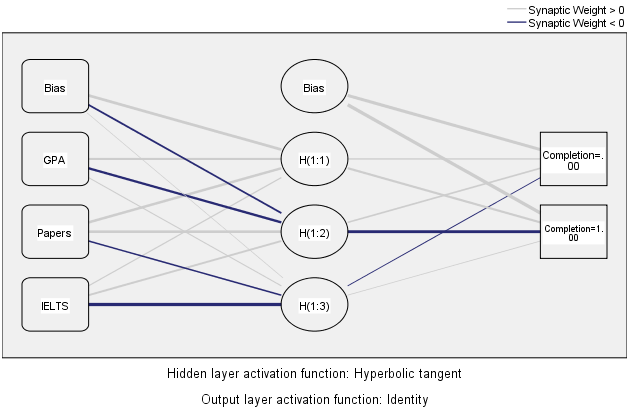 Synaptic Weight > 0
Synaptic Weight < 0
Bias
Bias
GPA
H(1:1)
Completion=.
00
Papers
H(1:2)
Completion=1.
00
IELTS
H(1:3)
Hidden layer activation function: Hyperbolic tangent
Output layer activation function: Identity